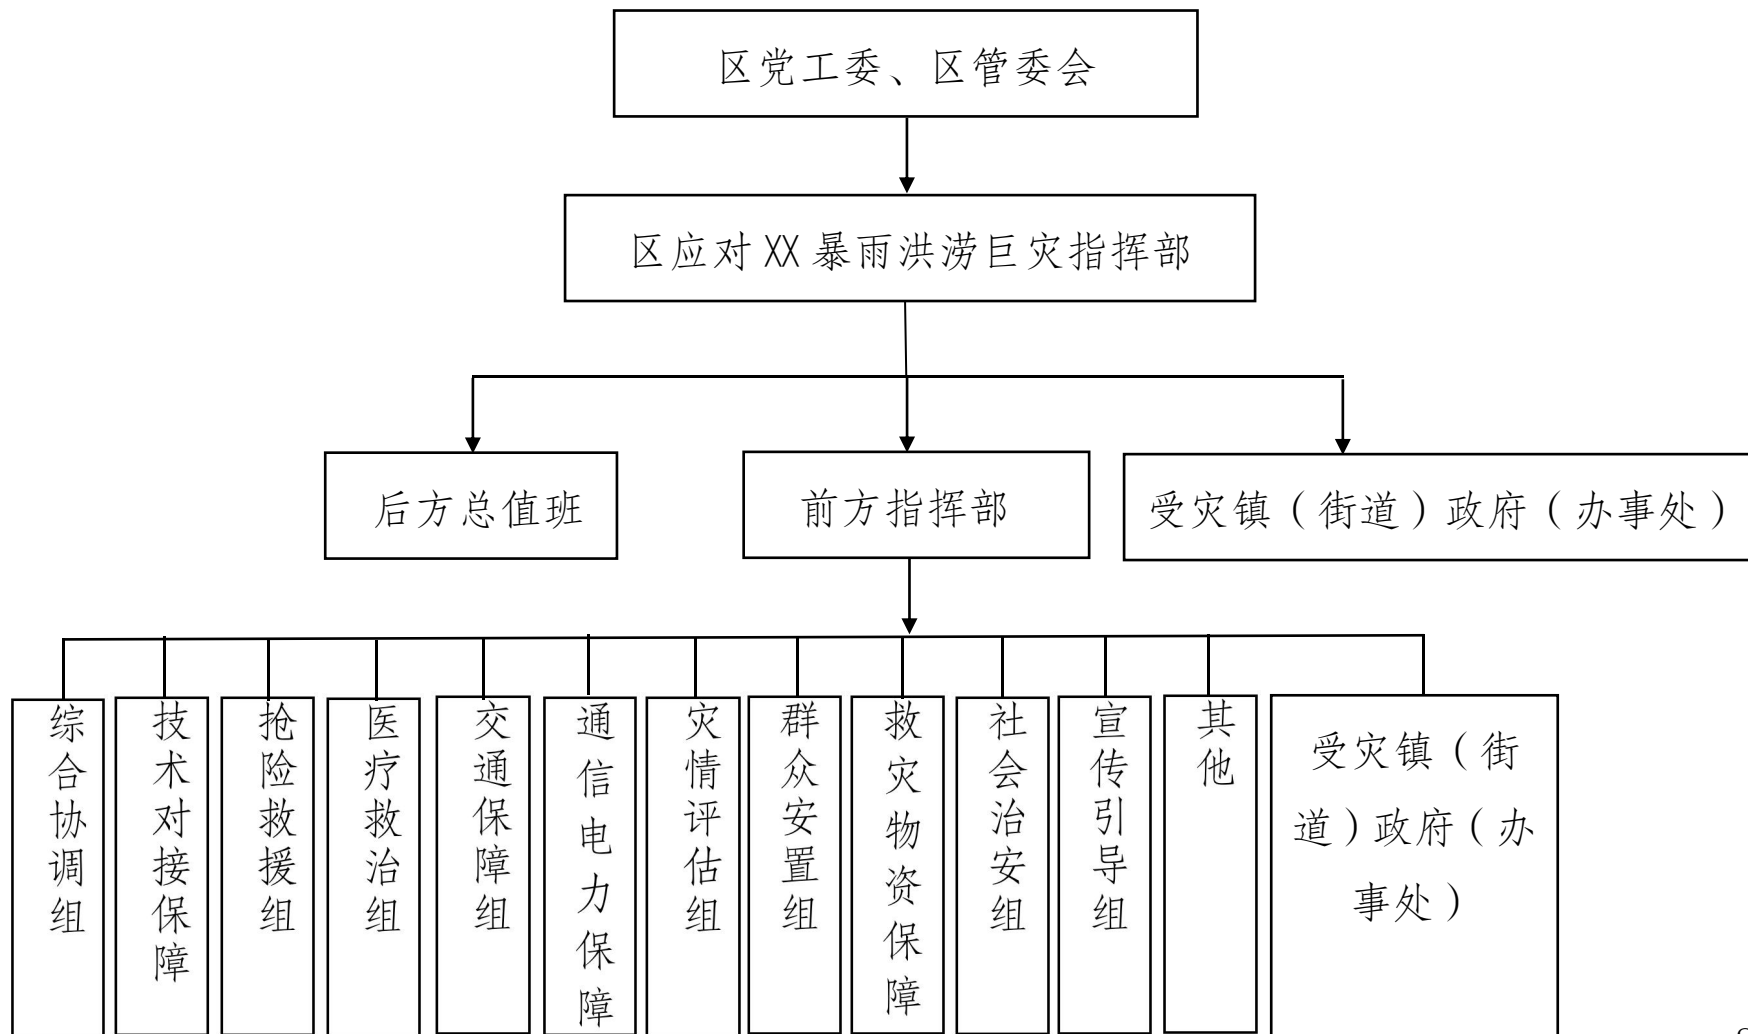 区党工委、区管委会
区应对 XX 暴雨洪涝巨灾指挥部
后方总值班
前方指挥部
受灾镇（街道）政府（办事处）
综合协调组
技术对接保障
抢险救援组
医疗救治组
交通保障组
通信电力保障
灾情评估组
群众安置组
救灾物资保障
社会治安组
宣传引导组
其他
受灾镇（街
道）政府（办
事处）